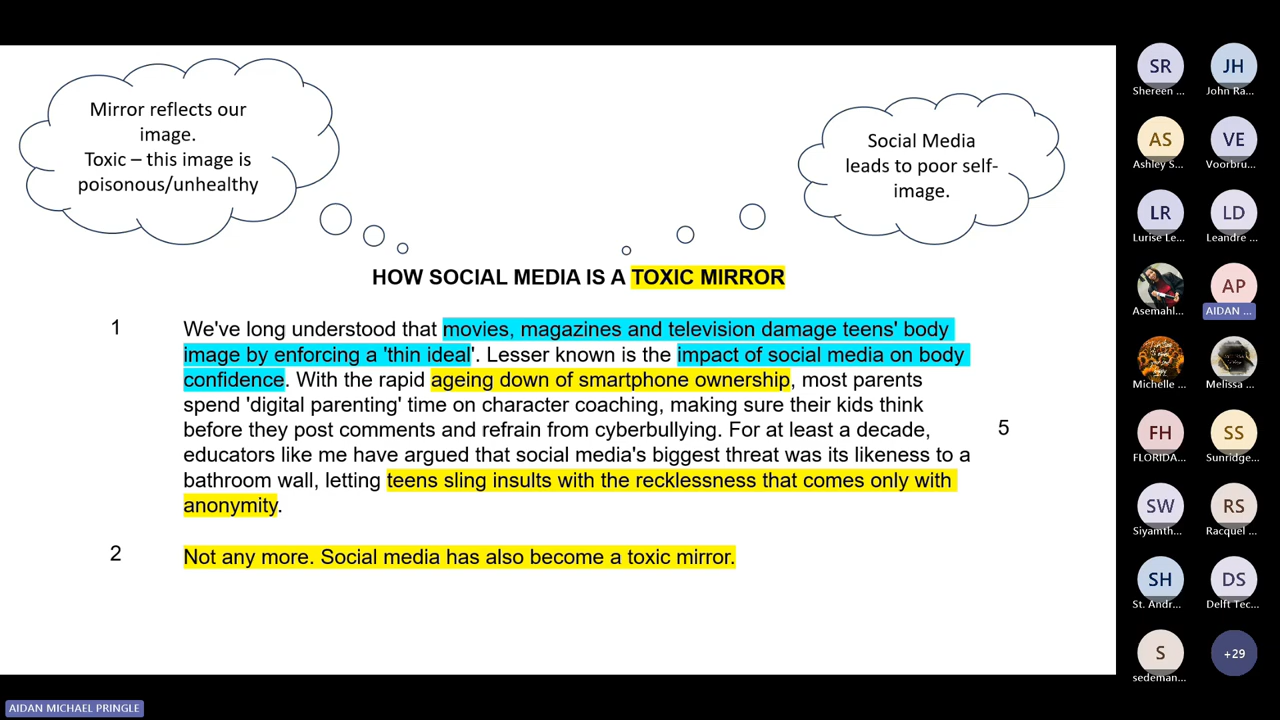 Mirror reflects our
image.
Toxic – this image is
poisonous/unhealthy
Social Media
leads to poor self-
image.
HOW SOCIAL MEDIA IS A TOXIC MIRROR
1
We've long understood that movies, magazines and television damage teens' body
image by enforcing a 'thin ideal'. Lesser known is the impact of social media on body
confidence. With the rapid ageing down of smartphone ownership, most parents
spend 'digital parenting' time on character coaching, making sure their kids think
before they post comments and refrain from cyberbullying. For at least a decade,
5
educators like me have argued that social media's biggest threat was its likeness to a
bathroom wall, letting teens sling insults with the recklessness that comes only with
anonymity.
2
Not any more. Social media has also become a toxic mirror.
SR
Shereen ...
JH
John Ra...
AS
Ashley S...
VE
Voorbru...
LR
Lurise Le...
LD
Leandre ...
Asemahl...
AP
AIDAN ...
Michelle ...
Melissa ...
FH
FLORIDA...
SS
Sunridge...
SW
Siyamth...
RS
Racquel ...
SH
St. Andr...
DS
Delft Tec...
S
sedeman...
+29
AIDAN MICHAEL PRINGLE